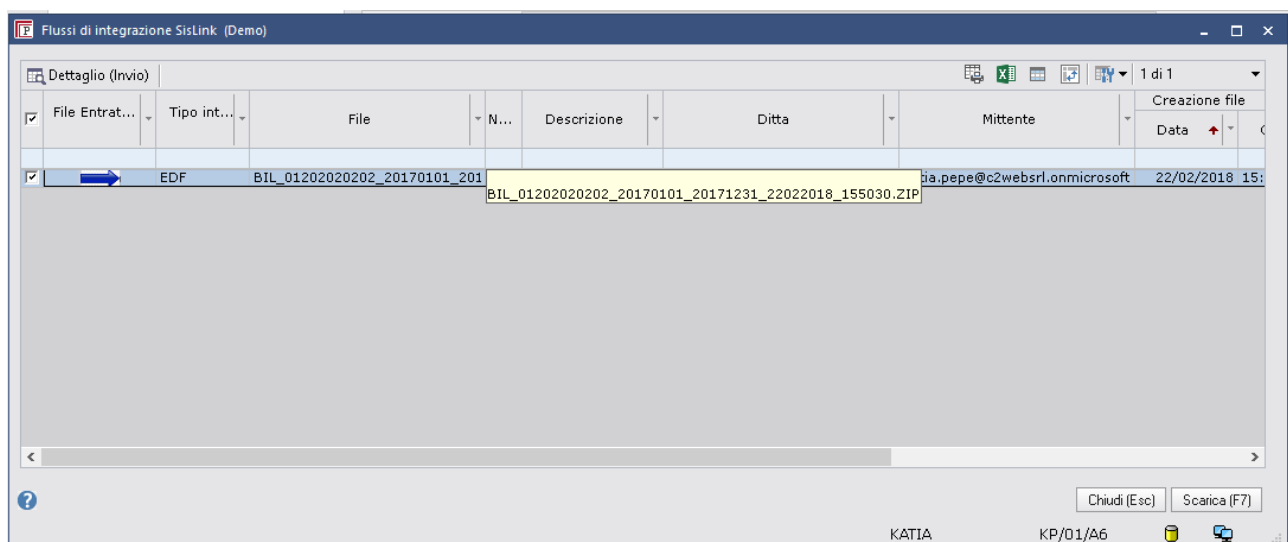 Flussi di integrazione SisLink (Demo)
Dettaglio (Invio)
1 di 1
File Entrat...
Tipo int...
File
N...
Descrizione
Ditta
Mittente
Creazione file
Data
EDF
BIL_01202020202_20170101_201
tia.pepe@c2websrl.onmicrosoft
22/02/2018 15:
BIL_01202020202_20170101_20171231_22022018_155030.ZIP
Chiudi (Esc)
Scarica (F7)
KATIA
KP/01/A6